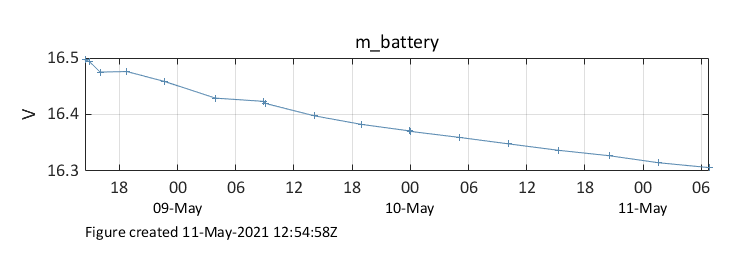 m_battery
V
16.5
16.4
16.3
18 00 06 12 18 00 06 12 18 00 06
09-May 10-May 11-May
Figure created 11-May-2021 12:54:58Z